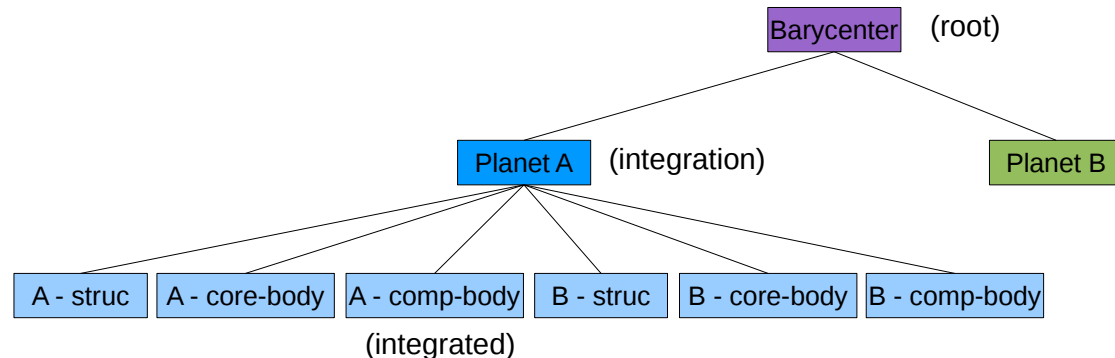 Barycenter (root)
Planet A (integration) Planet B
A - struc A - core-body A - comp-body B - struc B - core-body B - comp-body
(integrated)